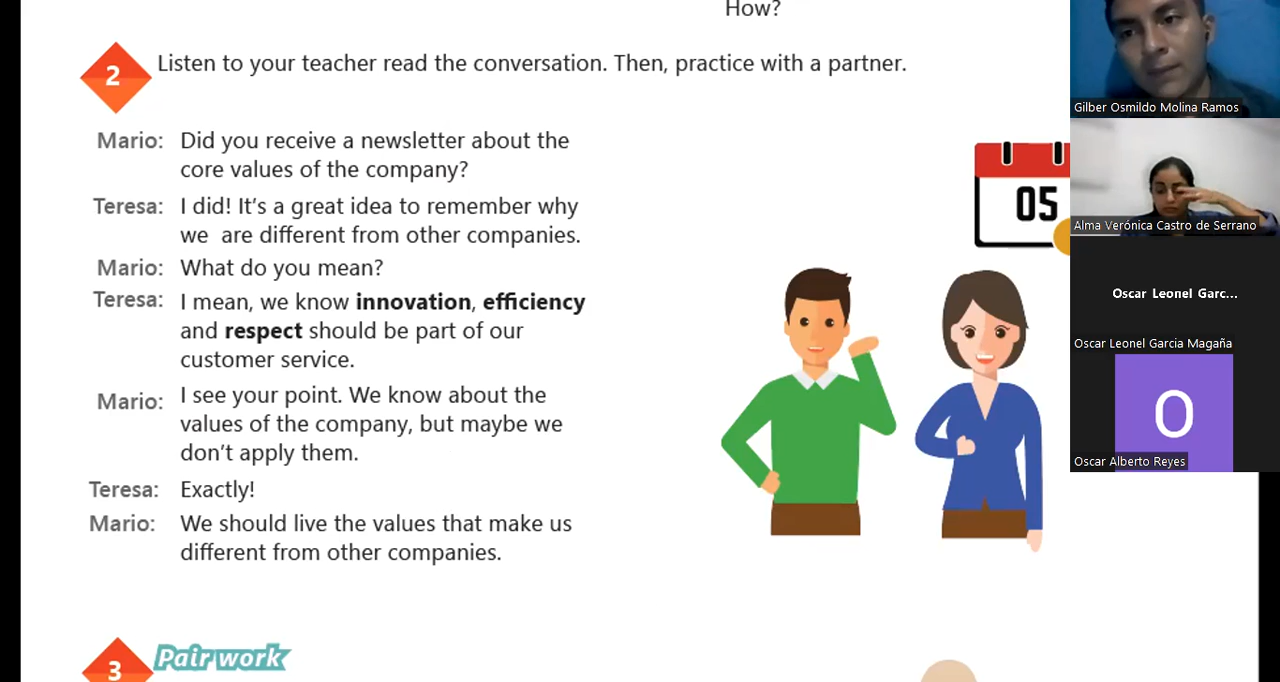 How?
2 Listen to your teacher read the conversation. Then, practice with a partner.
Mario: Did you receive a newsletter about the
core values of the company?
Teresa: I did! It’s a great idea to remember why
we are different from other companies.
Mario: What do you mean?
Teresa: I mean, we know innovation, efficiency
and respect should be part of our
customer service.
Mario: I see your point. We know about the
values of the company, but maybe we
don’t apply them.
Teresa: Exactly!
Mario: We should live the values that make us
different from other companies.
3 Pair work
05
Gilber Osmildo Molina Ramos
Alma Verónica Castro de Serrano
Oscar Leonel Garc...
Oscar Leonel Garcia Magaña
O
Oscar Alberto Reyes